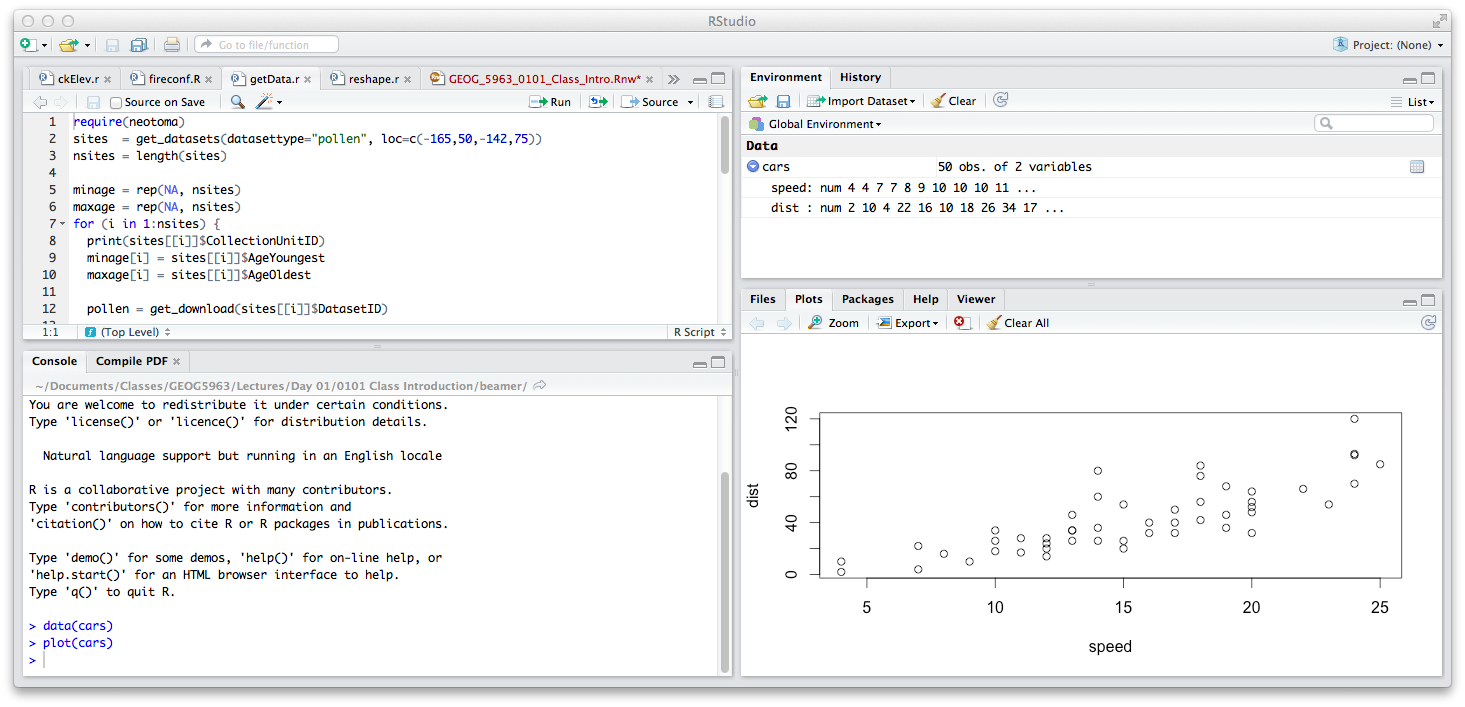 RStudio
Go to file/function
Project: (None)
ckElev.r
fireconf.R
getData.r
reshape.r
GEOG_5963_0101_Class_Intro.Rnw*
Source on Save
Run
Source
1 require(neotoma)
2 sites  = get_datasets(datasettype="pollen", loc=c(-165,50,-142,75))
3 nsites = length(sites)
4
5 minage = rep(NA, nsites)
6 maxage = rep(NA, nsites)
7 for (i in 1:nsites) {
8   print(sites[[i]]$CollectionUnitID)
9   minage[i] = sites[[i]]$AgeYoungest
10   maxage[i] = sites[[i]]$AgeOldest
11
12   pollen = get_download(sites[[i]]$DatasetID)
1:1
(Top Level)
R Script
Console
Compile PDF
~/Documents/Classes/GEOG5963/Lectures/Day 01/0101 Class Introduction/beamer/
You are welcome to redistribute it under certain conditions.
Type 'license()' or 'licence()' for distribution details.
Natural language support but running in an English locale
R is a collaborative project with many contributors.
Type 'contributors()' for more information and
'citation()' on how to cite R or R packages in publications.
Type 'demo()' for some demos, 'help()' for on-line help, or
'help.start()' for an HTML browser interface to help.
Type 'q()' to quit R.
> data(cars)
> plot(cars)
>
Environment
History
Import Dataset
Clear
List
Global Environment
Data
cars 50 obs. of 2 variables
speed: num 4 4 7 7 8 9 10 10 10 11 ...
dist : num 2 10 4 22 16 10 18 26 34 17 ...
Files
Plots
Packages
Help
Viewer
Zoom
Export
Clear All
120
80
40
0
dist
5 10 15 20 25
speed